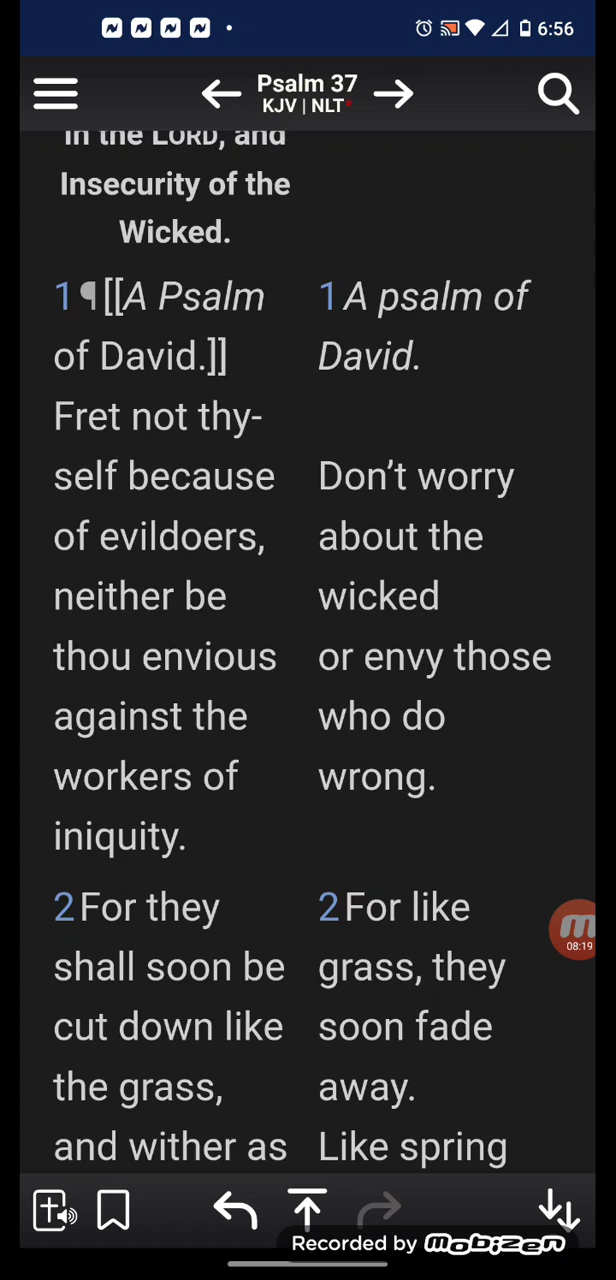 6:56
Psalm 37
KJV | NLT*
in the LORD, and
Insecurity of the
Wicked.
1 ¶ [[A Psalm
of David.]]
Fret not thy-
self because
of evildoers,
neither be
thou envious
against the
workers of
iniquity.
2 For they
shall soon be
cut down like
the grass,
and wither as
1 A psalm of
David.
Don’t worry
about the
wicked
or envy those
who do
wrong.
2 For like
grass, they
soon fade
away.
Like spring
m
08:19
Recorded by mobizen